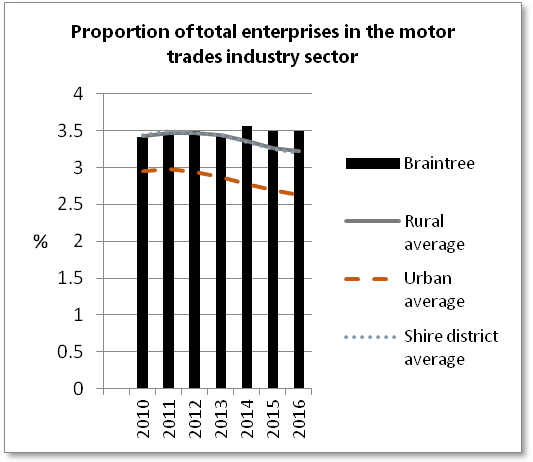 Proportion of total enterprises in the motor
trades industry sector
4
3.5
3
2.5
2
1.5
1
0.5
0
%
2010
2011
2012
2013
2014
2015
2016
Braintree
Rural
average
Urban
average
Shire district
average